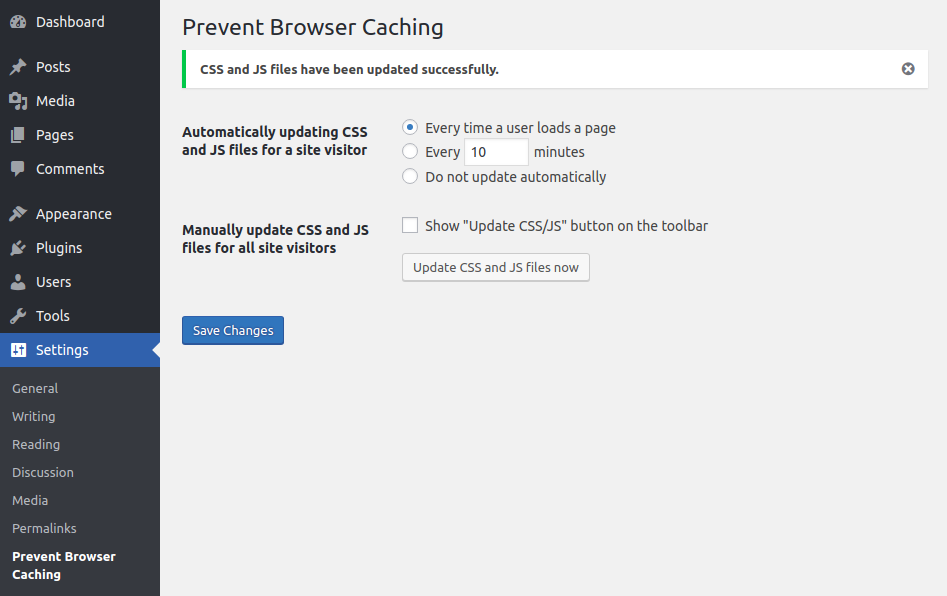 Dashboard
Posts
Media
Pages
Comments
Appearance
Plugins
Users
Tools
Settings
General
Writing
Reading
Discussion
Media
Permalinks
Prevent Browser
Caching
Prevent Browser Caching
CSS and JS files have been updated successfully.
Automatically updating CSS
and JS files for a site visitor
Every time a user loads a page
Every 10 minutes
Do not update automatically
Manually update CSS and JS
files for all site visitors
Show "Update CSS/JS" button on the toolbar
Update CSS and JS files now
Save Changes